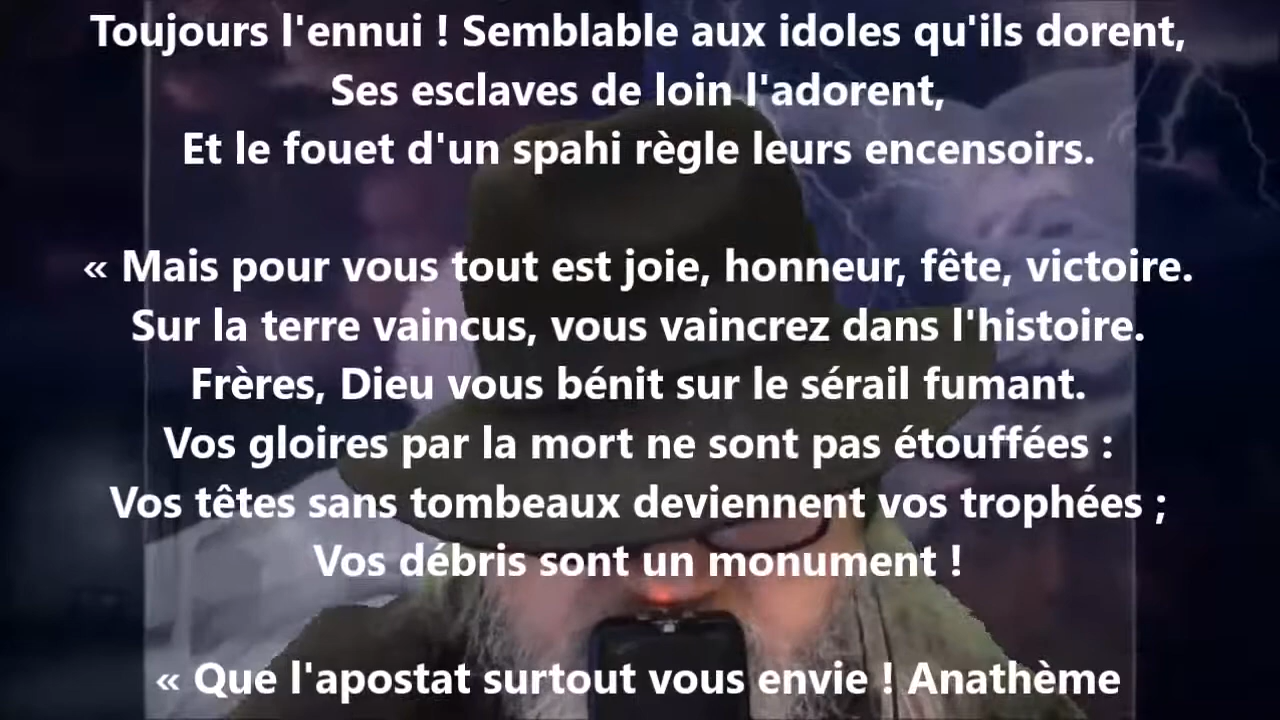 Toujours l'ennui ! Semblable aux idoles qu'ils dorent,
Ses esclaves de loin l'adorent,
Et le fouet d'un spahi règle leurs encensoirs.
« Mais pour vous tout est joie, honneur, fête, victoire.
Sur la terre vaincus, vous vaincrez dans l'histoire.
Frères, Dieu vous bénit sur le sérail fumant.
Vos gloires par la mort ne sont pas étouffées :
Vos têtes sans tombeaux deviennent vos trophées ;
Vos débris sont un monument !
« Que l'apostat surtout vous envie ! Anathème